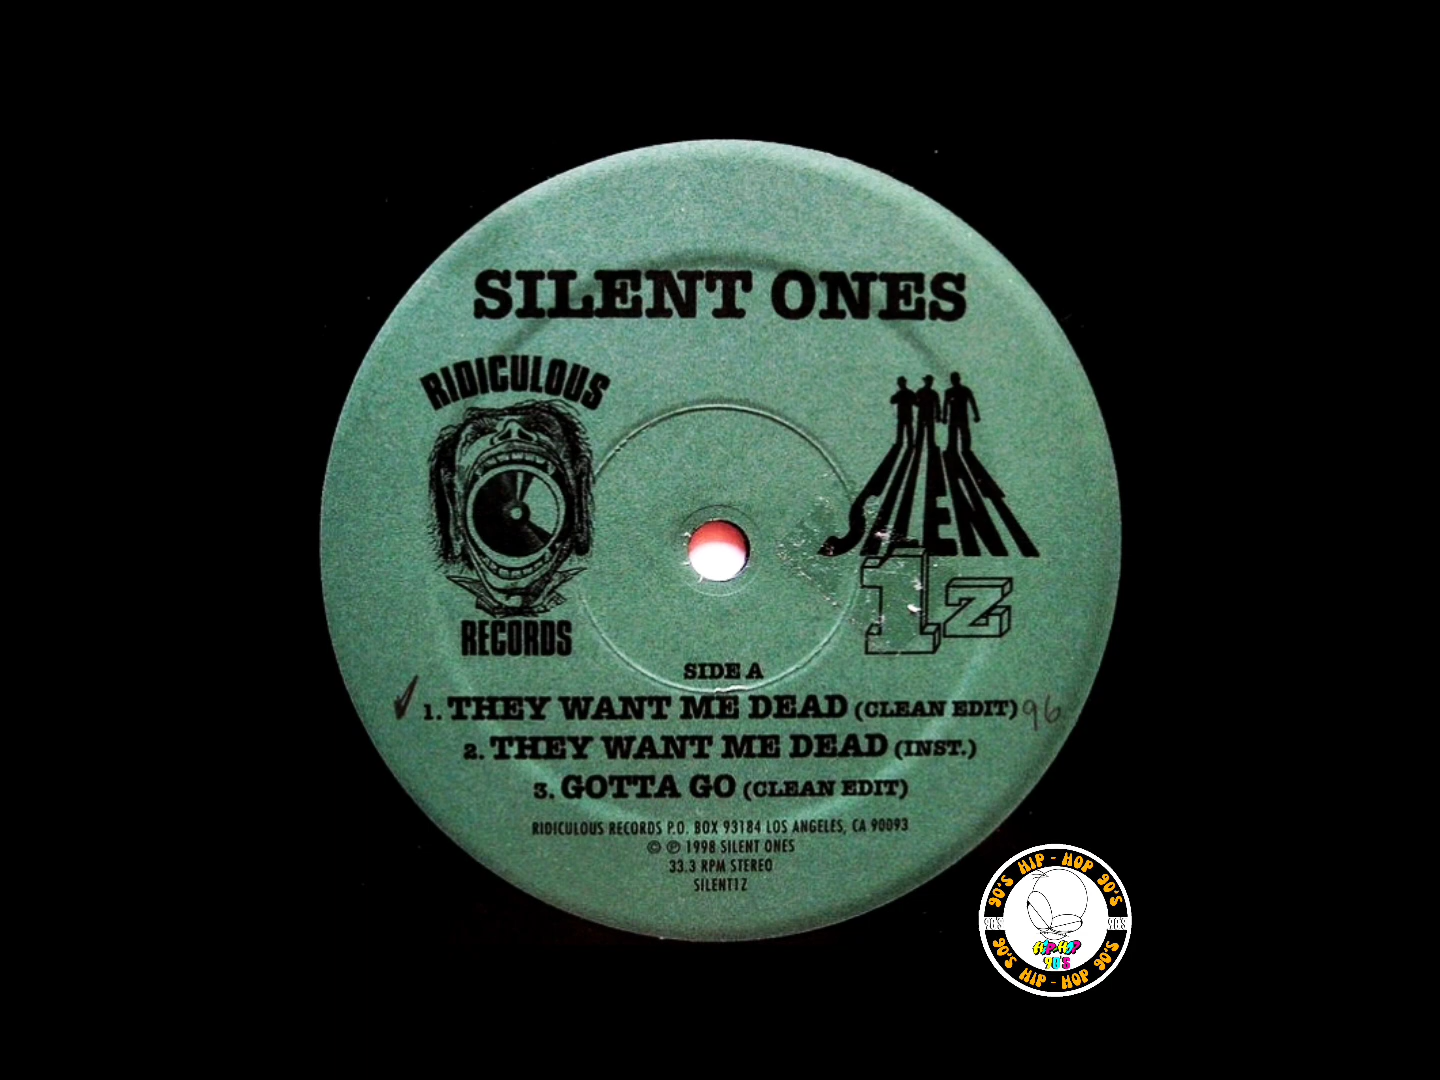 SILENT ONES
RIDICULOUS
RECORDS
SILENT
1z
SIDE A
✓ 1. THEY WANT ME DEAD (CLEAN EDIT) 96
2. THEY WANT ME DEAD (INST.)
3. GOTTA GO (CLEAN EDIT)
RIDICULOUS RECORDS P.O. BOX 93184 LOS ANGELES, CA 90093
© ℗ 1998 SILENT ONES
33.3 RPM STEREO
SILENT1Z
90'S HIP - HOP 90'S
90'S 90'S
HIP-HOP
90'S
90'S HIP - HOP 90'S